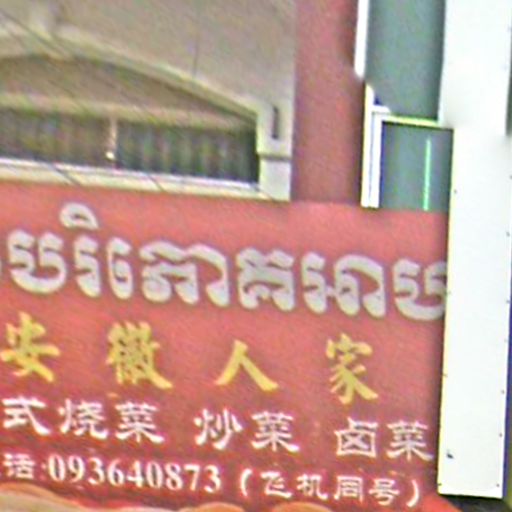 បរិភោគអាហ
安徽人家
式烧菜 炒菜 卤菜
话:093640873 (飞机同号)